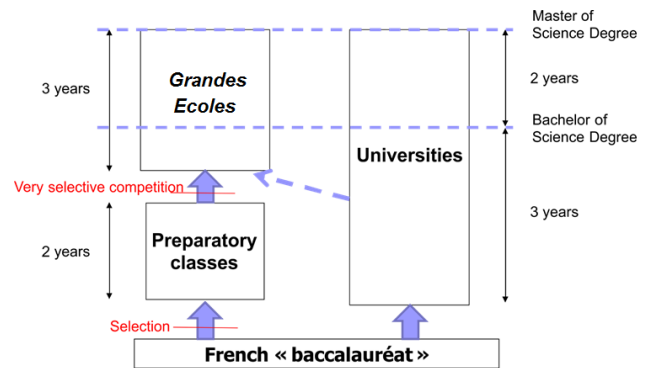 Master of
Science Degree
3 years
Grandes
Ecoles
2 years
Bachelor of
Science Degree
Universities
Very selective competition
3 years
2 years
Preparatory
classes
Selection
French « baccalauréat »